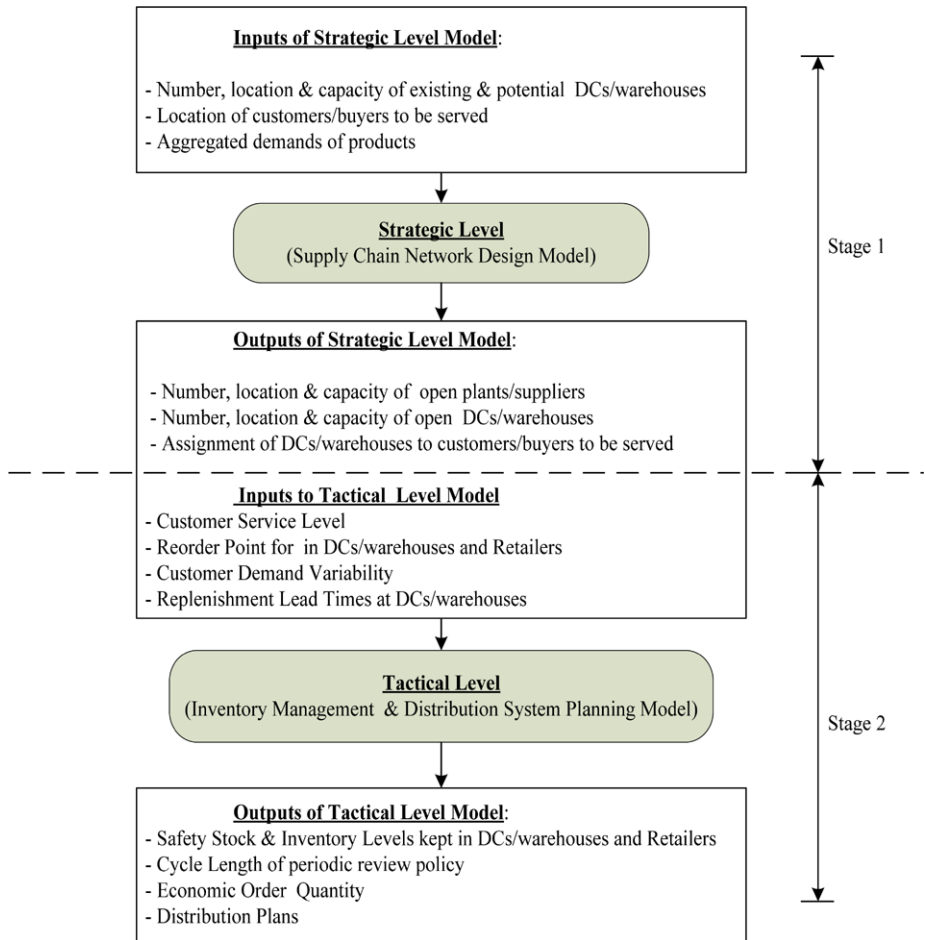 Inputs of Strategic Level Model:
- Number, location & capacity of existing & potential DCs/warehouses
- Location of customers/buyers to be served
- Aggregated demands of products
Strategic Level
(Supply Chain Network Design Model)
Stage 1
Outputs of Strategic Level Model:
- Number, location & capacity of open plants/suppliers
- Number, location & capacity of open DCs/warehouses
- Assignment of DCs/warehouses to customers/buyers to be served
Inputs to Tactical Level Model
- Customer Service Level
- Reorder Point for in DCs/warehouses and Retailers
- Customer Demand Variability
- Replenishment Lead Times at DCs/warehouses
Tactical Level
(Inventory Management & Distribution System Planning Model)
Stage 2
Outputs of Tactical Level Model:
- Safety Stock & Inventory Levels kept in DCs/warehouses and Retailers
- Cycle Length of periodic review policy
- Economic Order Quantity
- Distribution Plans